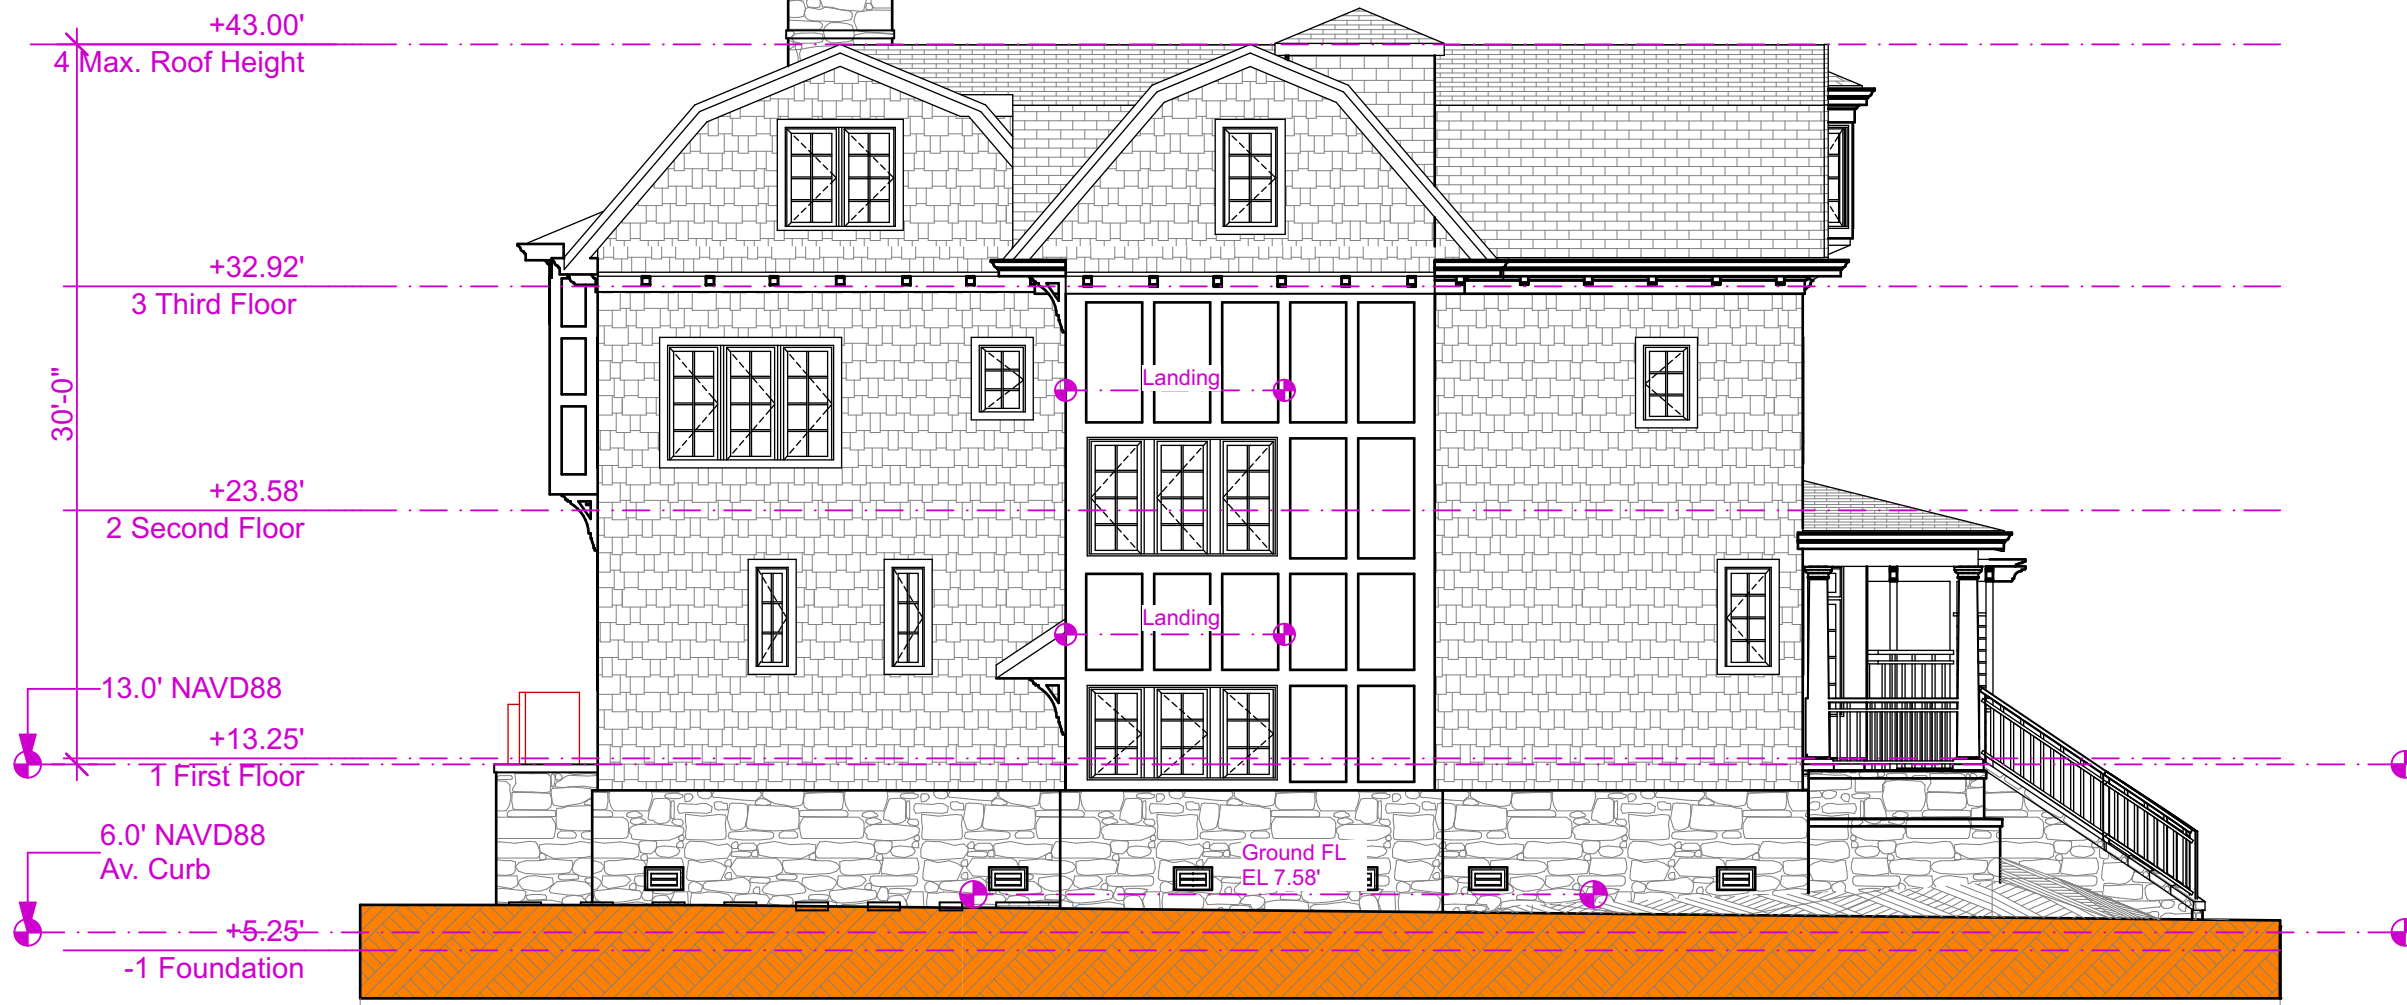 +43.00'
4 Max. Roof Height
+32.92'
3 Third Floor
30'-0"
Landing
+23.58'
2 Second Floor
Landing
13.0' NAVD88
+13.25'
1 First Floor
6.0' NAVD88
Av. Curb
Ground FL
EL 7.58'
+5.25'
-1 Foundation